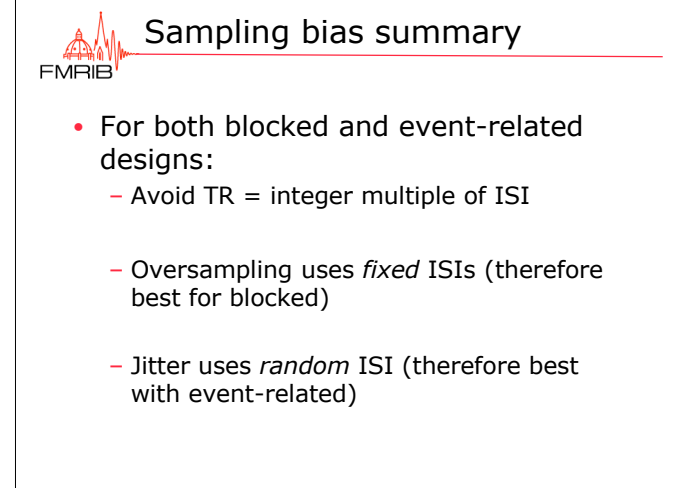 Sampling bias summary
FMRIB
• For both blocked and event-related
designs:
– Avoid TR = integer multiple of ISI
– Oversampling uses fixed ISIs (therefore
best for blocked)
– Jitter uses random ISI (therefore best
with event-related)